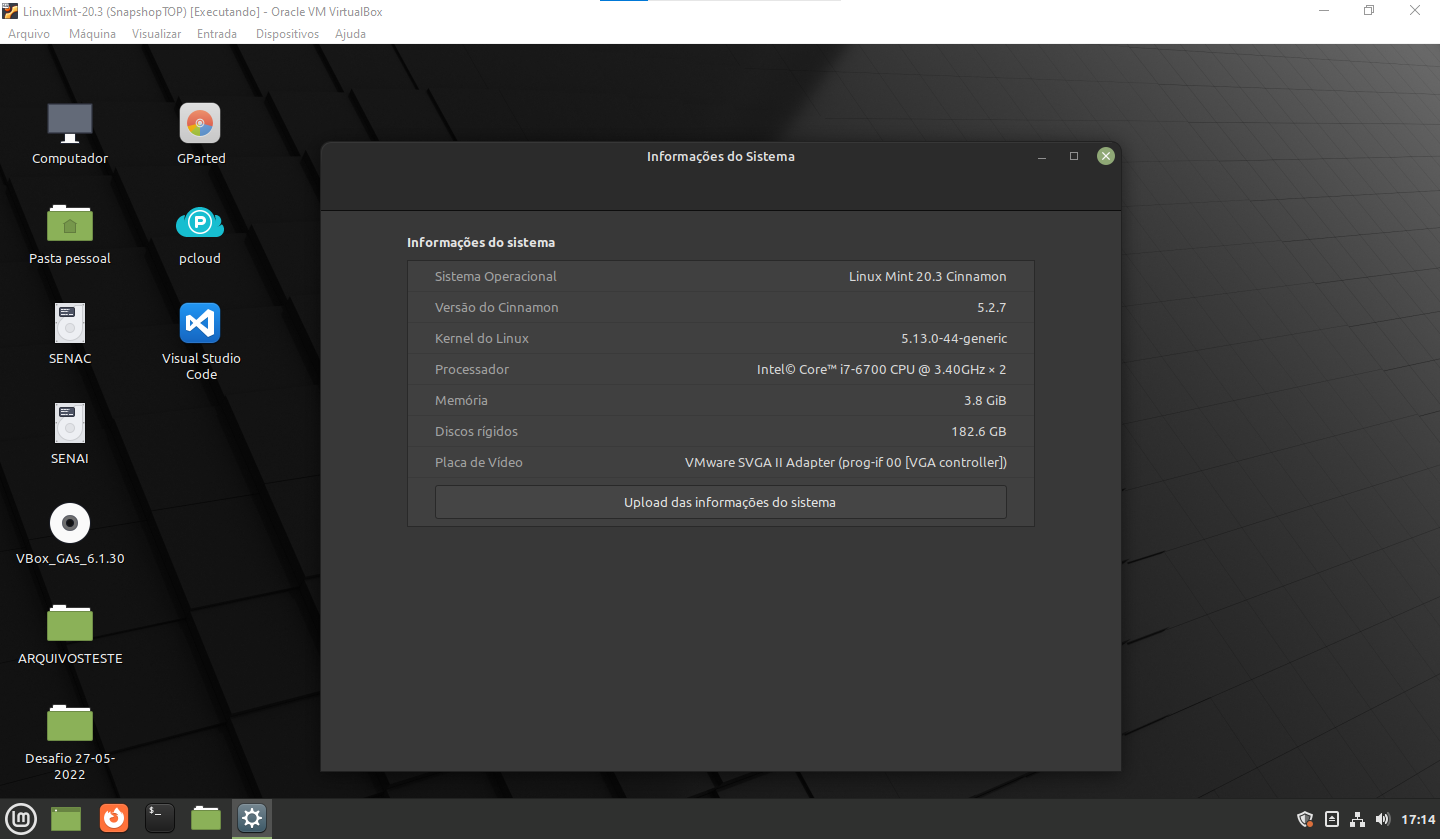 LinuxMint-20.3 (SnapshopTOP) [Executando] - Oracle VM VirtualBox
Arquivo Máquina Visualizar Entrada Dispositivos Ajuda
Computador
GParted
Pasta pessoal
pcloud
SENAC
Visual Studio
Code
SENAI
VBox_GAs_6.1.30
ARQUIVOSTESTE
Desafio 27-05-
2022
Informações do Sistema
Informações do sistema
Sistema Operacional Linux Mint 20.3 Cinnamon
Versão do Cinnamon 5.2.7
Kernel do Linux 5.13.0-44-generic
Processador Intel© Core™ i7-6700 CPU @ 3.40GHz × 2
Memória 3.8 GiB
Discos rígidos 182.6 GB
Placa de Vídeo VMware SVGA II Adapter (prog-if 00 [VGA controller])
Upload das informações do sistema
17:14